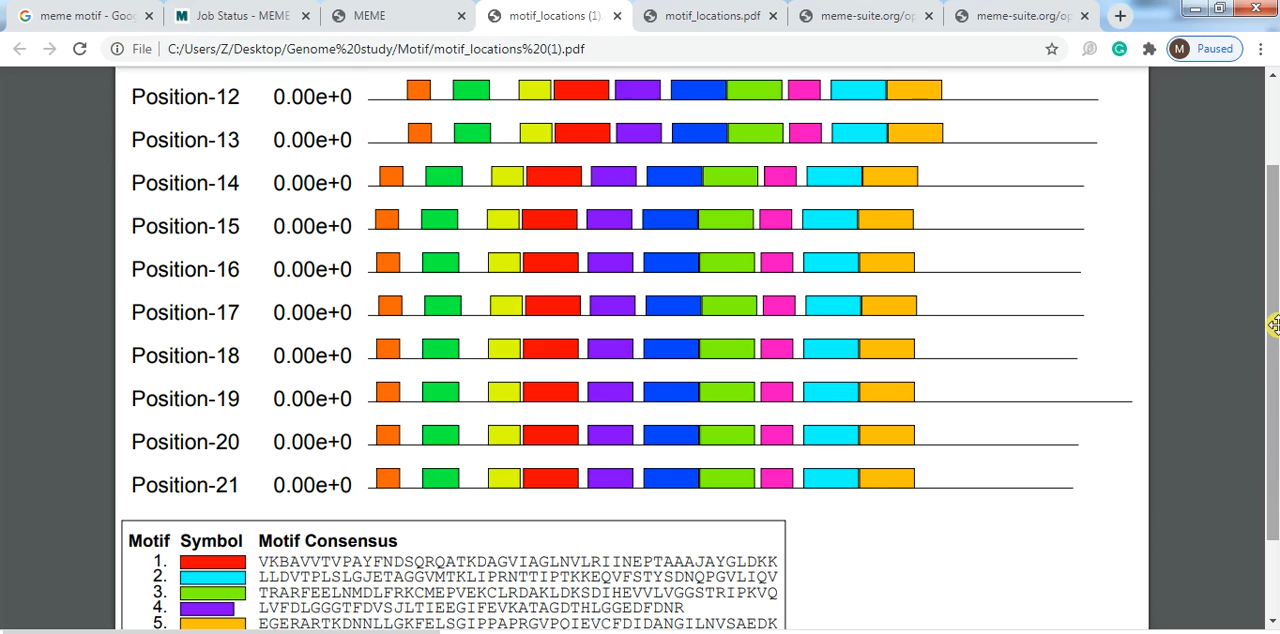 meme motif - Goo
Job Status - MEME
MEME
motif_locations (1)
motif_locations.pdf
meme-suite.org/op
meme-suite.org/op
File
C:/Users/Z/Desktop/Genome%20study/Motif/motif_locations%20(1).pdf
M
Paused
Position-12 0.00e+0
Position-13 0.00e+0
Position-14 0.00e+0
Position-15 0.00e+0
Position-16 0.00e+0
Position-17 0.00e+0
Position-18 0.00e+0
Position-19 0.00e+0
Position-20 0.00e+0
Position-21 0.00e+0
Motif Symbol Motif Consensus
1. VKBAVVTVPAYFNDSQRQATKDAGVIAGLNVLRIINEPTAAAJAYGLDKK
2. LLDVTPLSLGJETAGGVMTKLIPRNTTIPTKKEQVFSTYSDNQPGVLIQV
3. TRARFEELNMDLFRKCMEPVEKCLRDAKLDKSDIHEVVLVGGSTRIPKVQ
4. LVFDLGGGTFDVSJLTIEEGIFEVKATAGDTHLGGEDFDNR
5. EGERARTKDNNLLGKFELSGIPPAPRGVPQIEVCFDIDANGILNVSAEDK